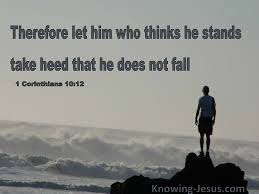 Therefore let him who thinks he stands
take heed that he does not fall
1 Corinthians 10:12
Knowing-Jesus.com